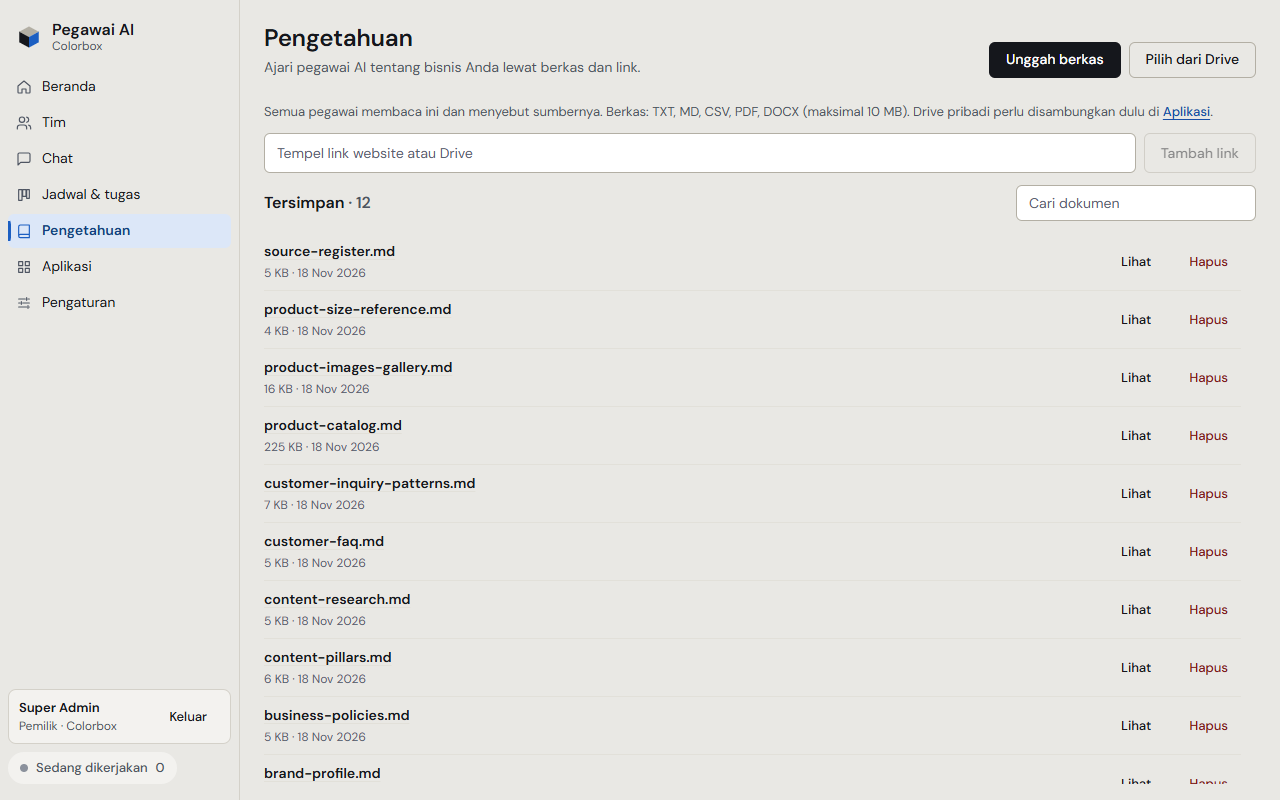 Pegawai AI
Colorbox
Beranda
Tim
Chat
Jadwal & tugas
Pengetahuan
Aplikasi
Pengaturan
Super Admin
Pemilik · Colorbox
Keluar
Sedang dikerjakan 0
Pengetahuan
Ajari pegawai AI tentang bisnis Anda lewat berkas dan link.
Unggah berkas
Pilih dari Drive
Semua pegawai membaca ini dan menyebut sumbernya. Berkas: TXT, MD, CSV, PDF, DOCX (maksimal 10 MB). Drive pribadi perlu disambungkan dulu di Aplikasi.
Tempel link website atau Drive
Tambah link
Tersimpan · 12
Cari dokumen
source-register.md
5 KB · 18 Nov 2026
Lihat Hapus
product-size-reference.md
4 KB · 18 Nov 2026
Lihat Hapus
product-images-gallery.md
16 KB · 18 Nov 2026
Lihat Hapus
product-catalog.md
225 KB · 18 Nov 2026
Lihat Hapus
customer-inquiry-patterns.md
7 KB · 18 Nov 2026
Lihat Hapus
customer-faq.md
5 KB · 18 Nov 2026
Lihat Hapus
content-research.md
5 KB · 18 Nov 2026
Lihat Hapus
content-pillars.md
6 KB · 18 Nov 2026
Lihat Hapus
business-policies.md
5 KB · 18 Nov 2026
Lihat Hapus
brand-profile.md
Lihat Hapus